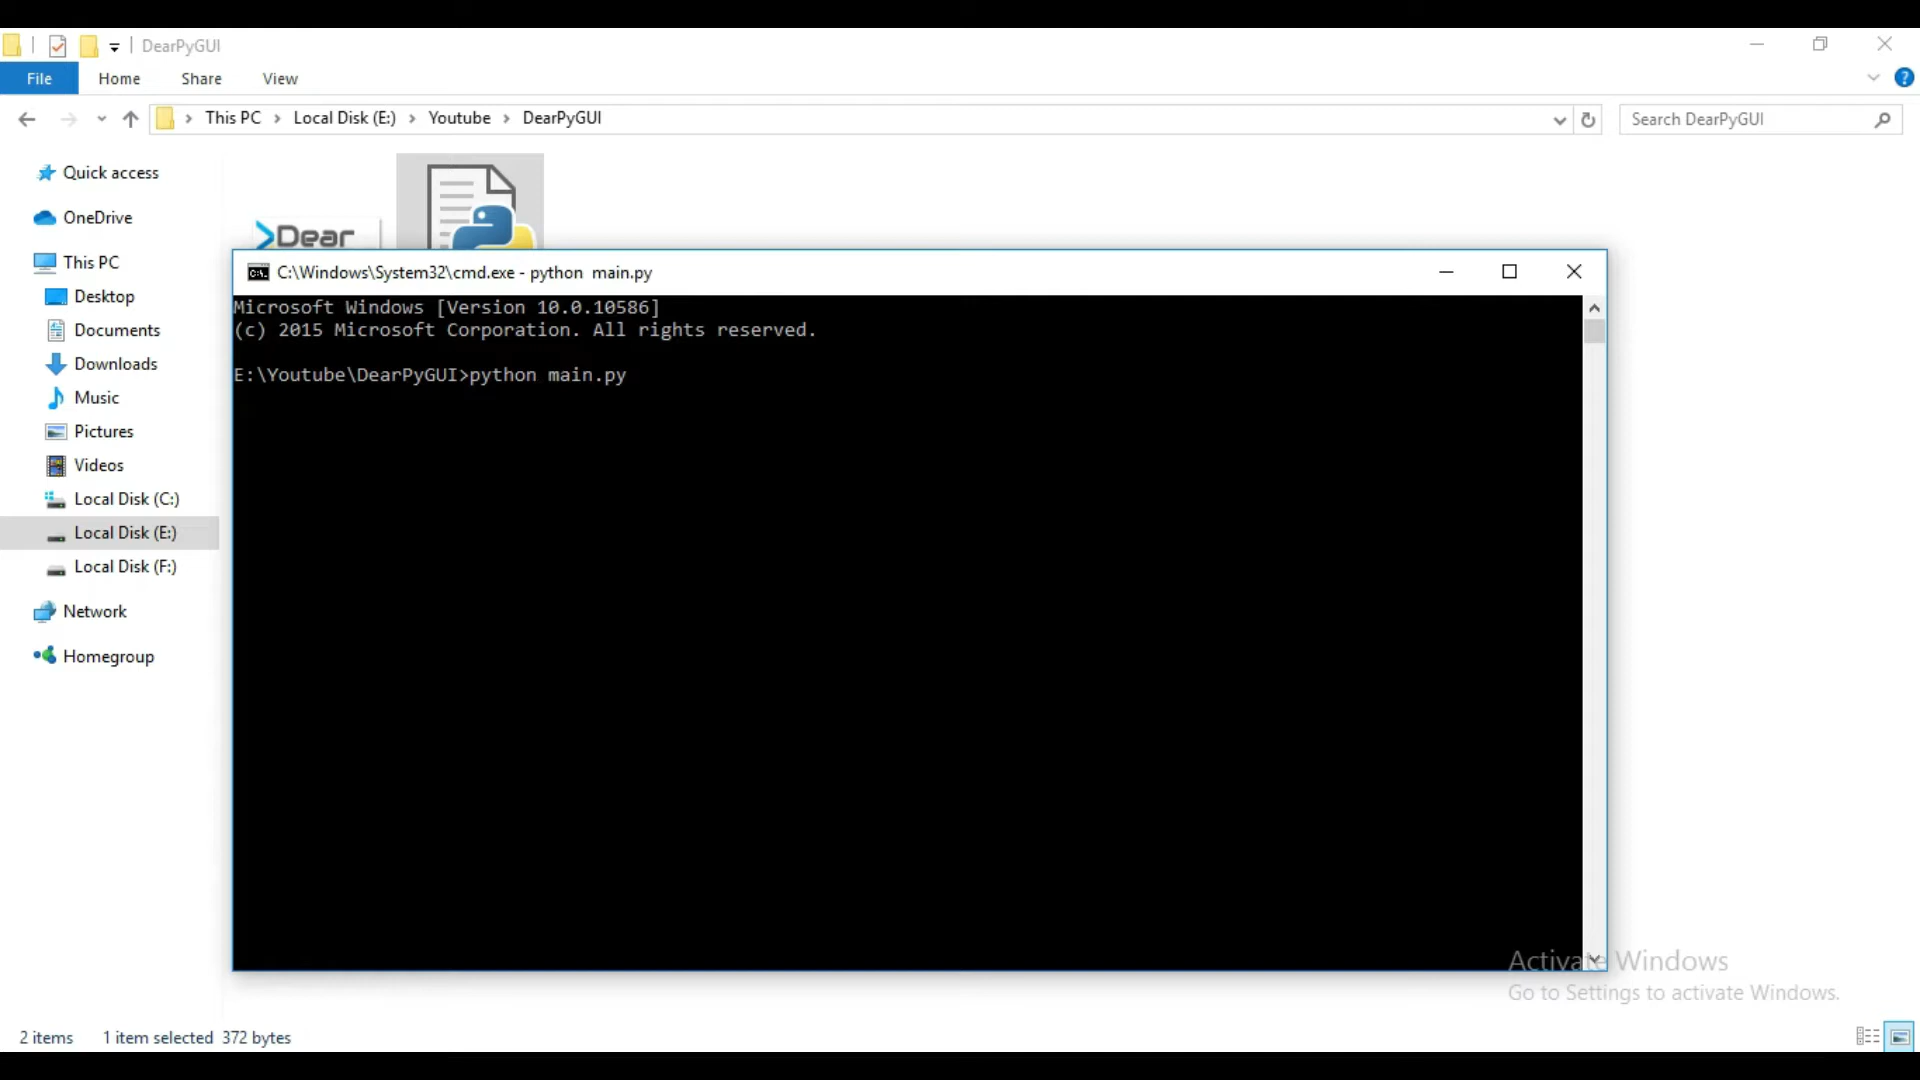 DearPyGUI
File Home Share View
This PC Local Disk (E:) Youtube DearPyGUI
Search DearPyGUI
Quick access
OneDrive
This PC
Desktop
Documents
Downloads
Music
Pictures
Videos
Local Disk (C:)
Local Disk (E:)
Local Disk (F:)
Network
Homegroup
Dear
C:\Windows\System32\cmd.exe - python  main.py
Microsoft Windows [Version 10.0.10586]
(c) 2015 Microsoft Corporation. All rights reserved.
E:\Youtube\DearPyGUI>python main.py
Activate Windows
Go to Settings to activate Windows.
2 items 1 item selected 372 bytes